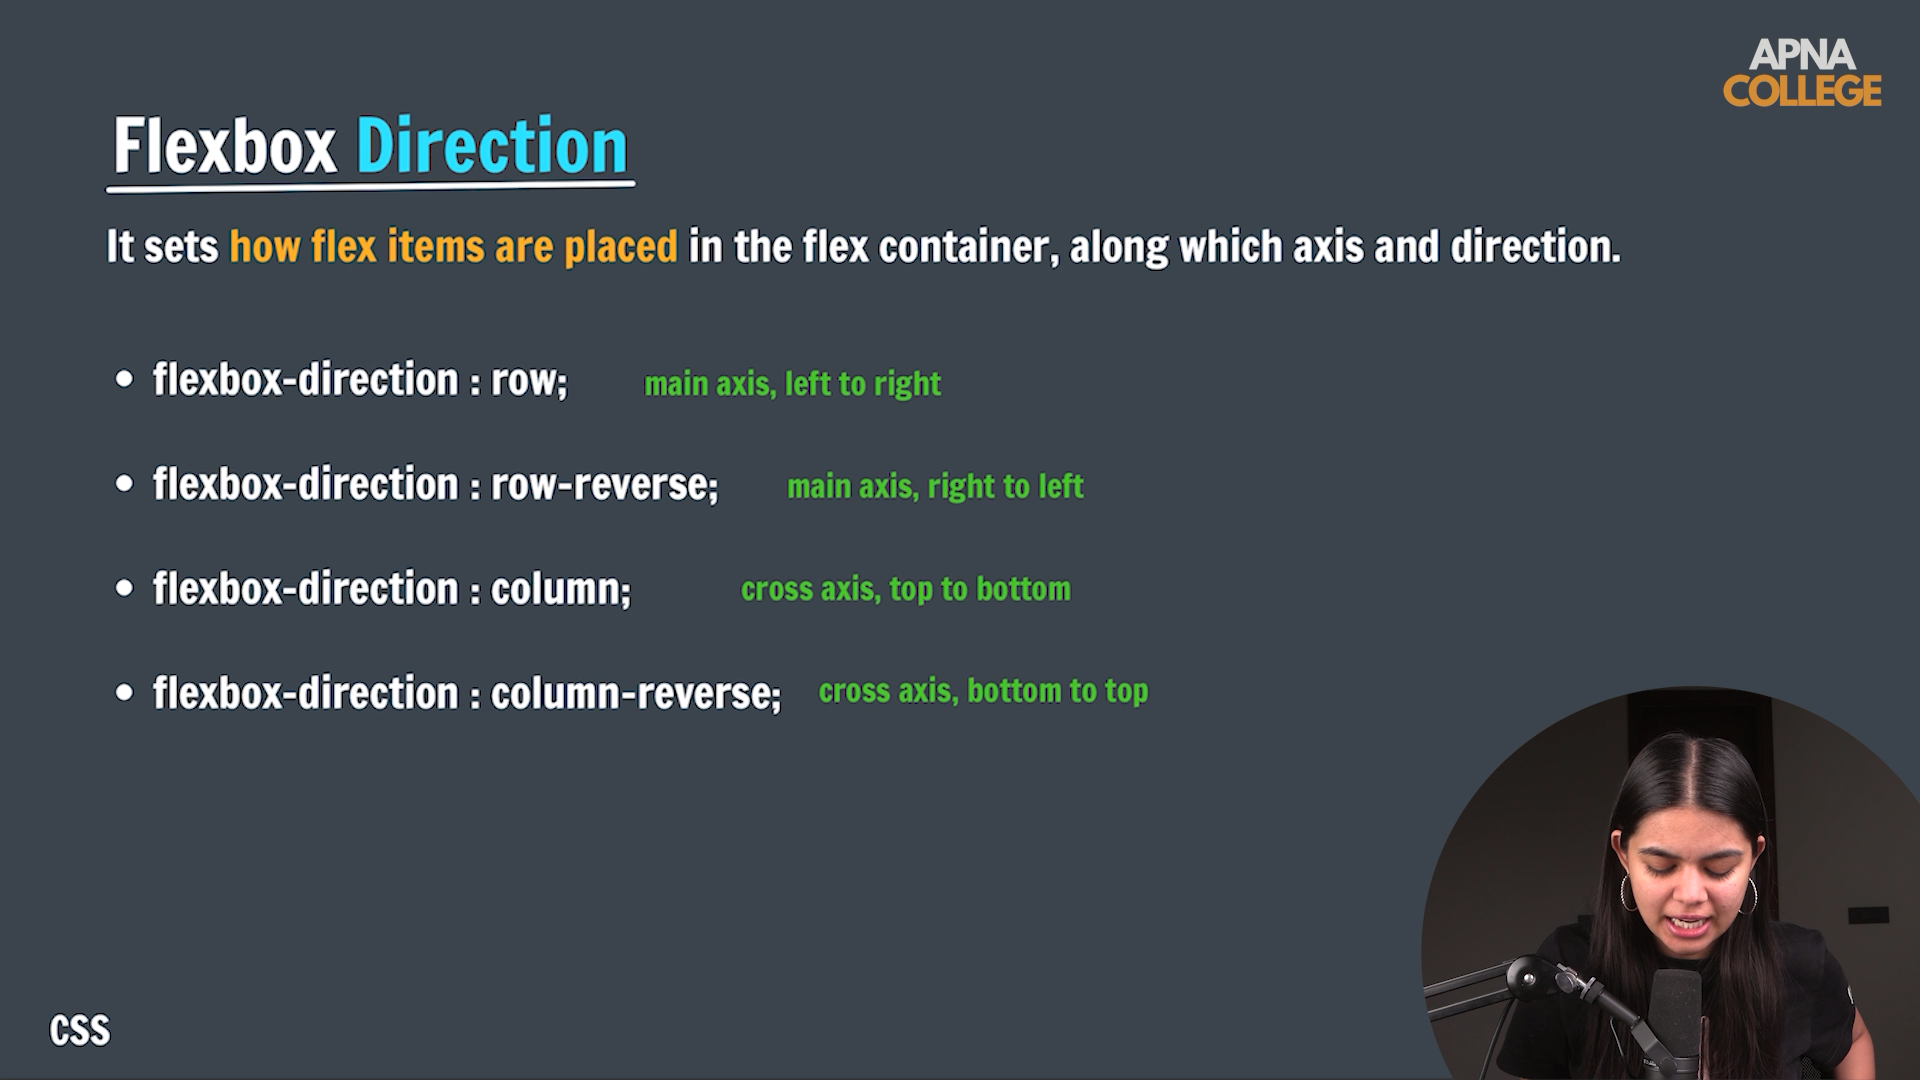 APNA
COLLEGE
Flexbox Direction
It sets how flex items are placed in the flex container, along which axis and direction.
• flexbox-direction : row; main axis, left to right
• flexbox-direction : row-reverse; main axis, right to left
• flexbox-direction : column; cross axis, top to bottom
• flexbox-direction : column-reverse; cross axis, bottom to top
CSS